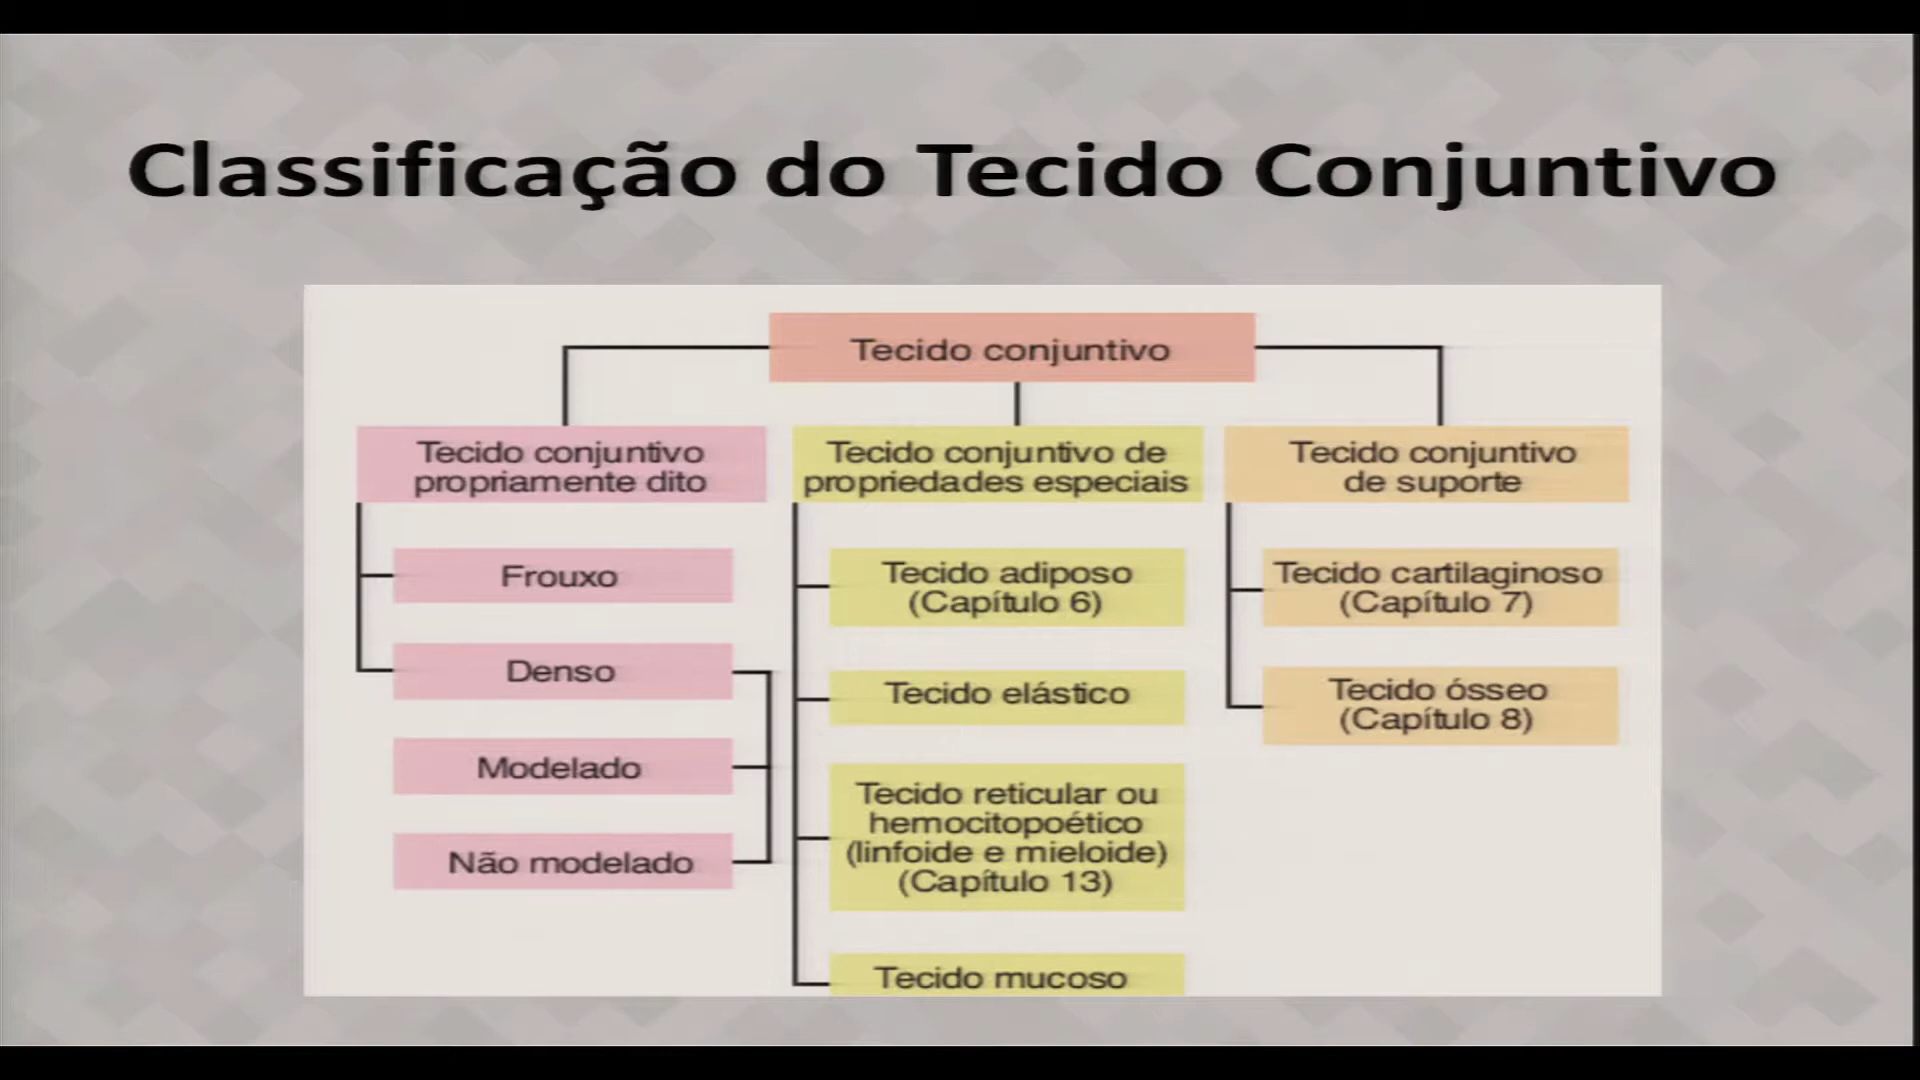 Classificação do Tecido Conjuntivo
Tecido conjuntivo
Tecido conjuntivo
propriamente dito
Frouxo
Denso
Modelado
Não modelado
Tecido conjuntivo de
propriedades especiais
Tecido adiposo
(Capítulo 6)
Tecido elástico
Tecido reticular ou
hemocitopoético
(linfoide e mieloide)
(Capítulo 13)
Tecido mucoso
Tecido conjuntivo
de suporte
Tecido cartilaginoso
(Capítulo 7)
Tecido ósseo
(Capítulo 8)